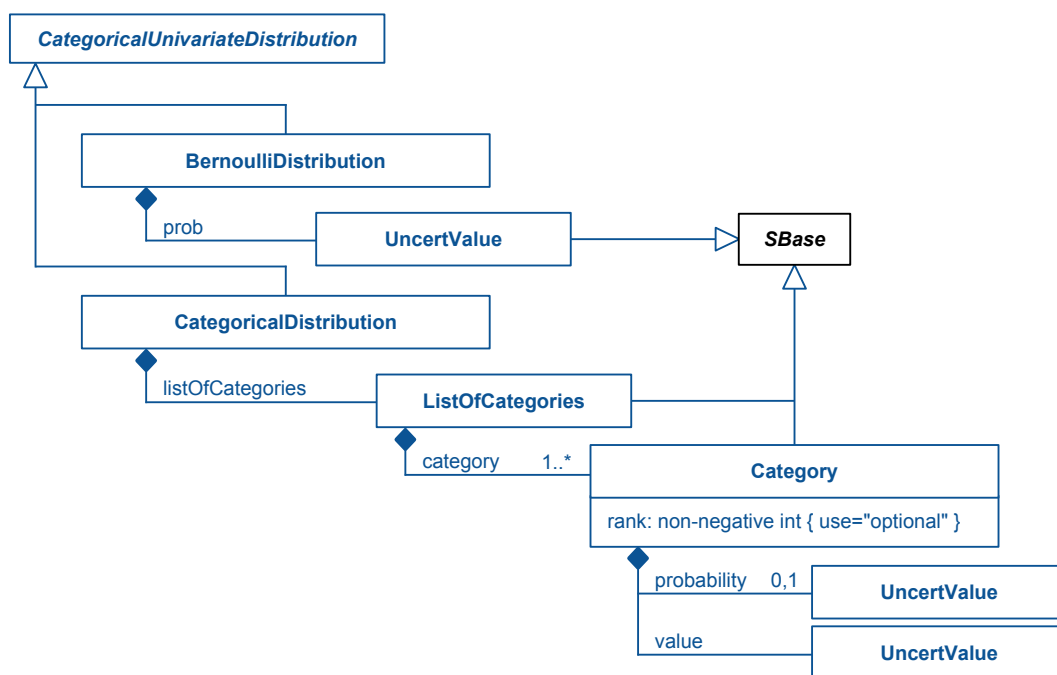 CategoricalUnivariateDistribution
BernoulliDistribution
prob
UncertValue
SBase
CategoricalDistribution
listOfCategories
ListOfCategories
category 1..*
Category
rank: non-negative int { use="optional" }
probability 0,1
UncertValue
value
UncertValue